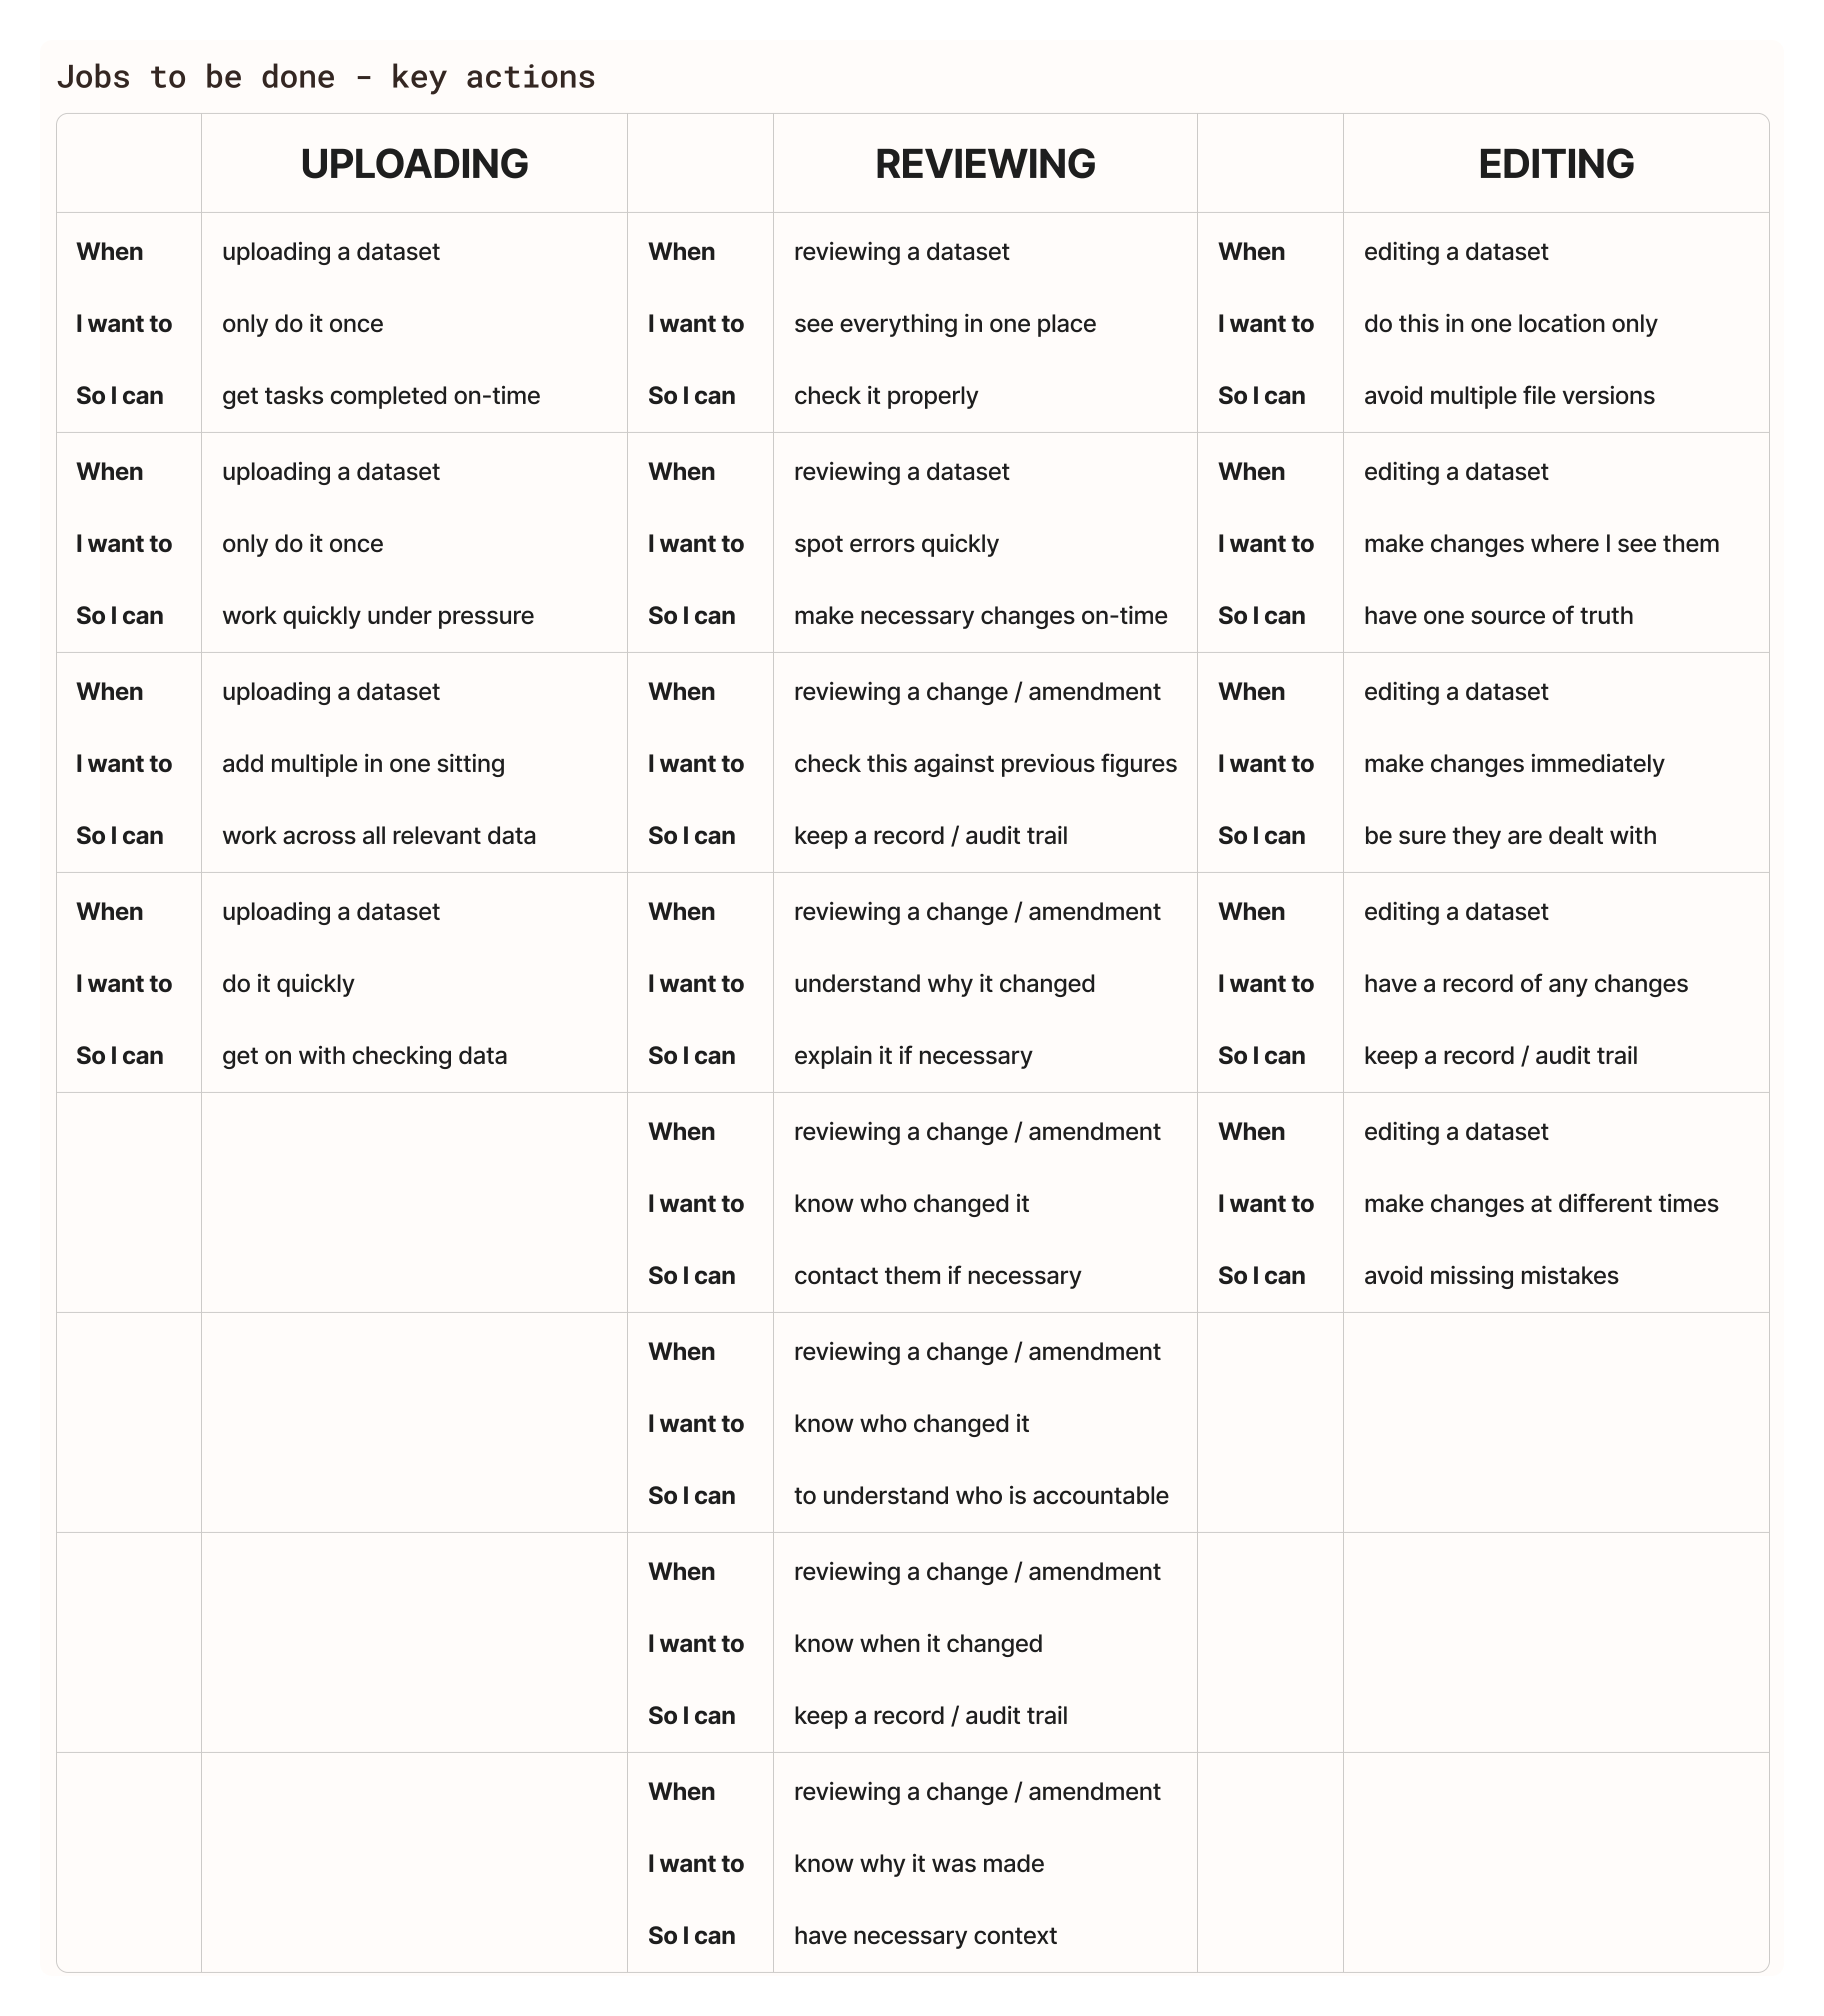 Jobs to be done - key actions
UPLOADING REVIEWING EDITING
When uploading a dataset When reviewing a dataset When editing a dataset
I want to only do it once I want to see everything in one place I want to do this in one location only
So I can get tasks completed on-time So I can check it properly So I can avoid multiple file versions
When uploading a dataset When reviewing a dataset When editing a dataset
I want to only do it once I want to spot errors quickly I want to make changes where I see them
So I can work quickly under pressure So I can make necessary changes on-time So I can have one source of truth
When uploading a dataset When reviewing a change / amendment When editing a dataset
I want to add multiple in one sitting I want to check this against previous figures I want to make changes immediately
So I can work across all relevant data So I can keep a record / audit trail So I can be sure they are dealt with
When uploading a dataset When reviewing a change / amendment When editing a dataset
I want to do it quickly I want to understand why it changed I want to have a record of any changes
So I can get on with checking data So I can explain it if necessary So I can keep a record / audit trail
When reviewing a change / amendment When editing a dataset
I want to know who changed it I want to make changes at different times
So I can contact them if necessary So I can avoid missing mistakes
When reviewing a change / amendment
I want to know who changed it
So I can to understand who is accountable
When reviewing a change / amendment
I want to know when it changed
So I can keep a record / audit trail
When reviewing a change / amendment
I want to know why it was made
So I can have necessary context